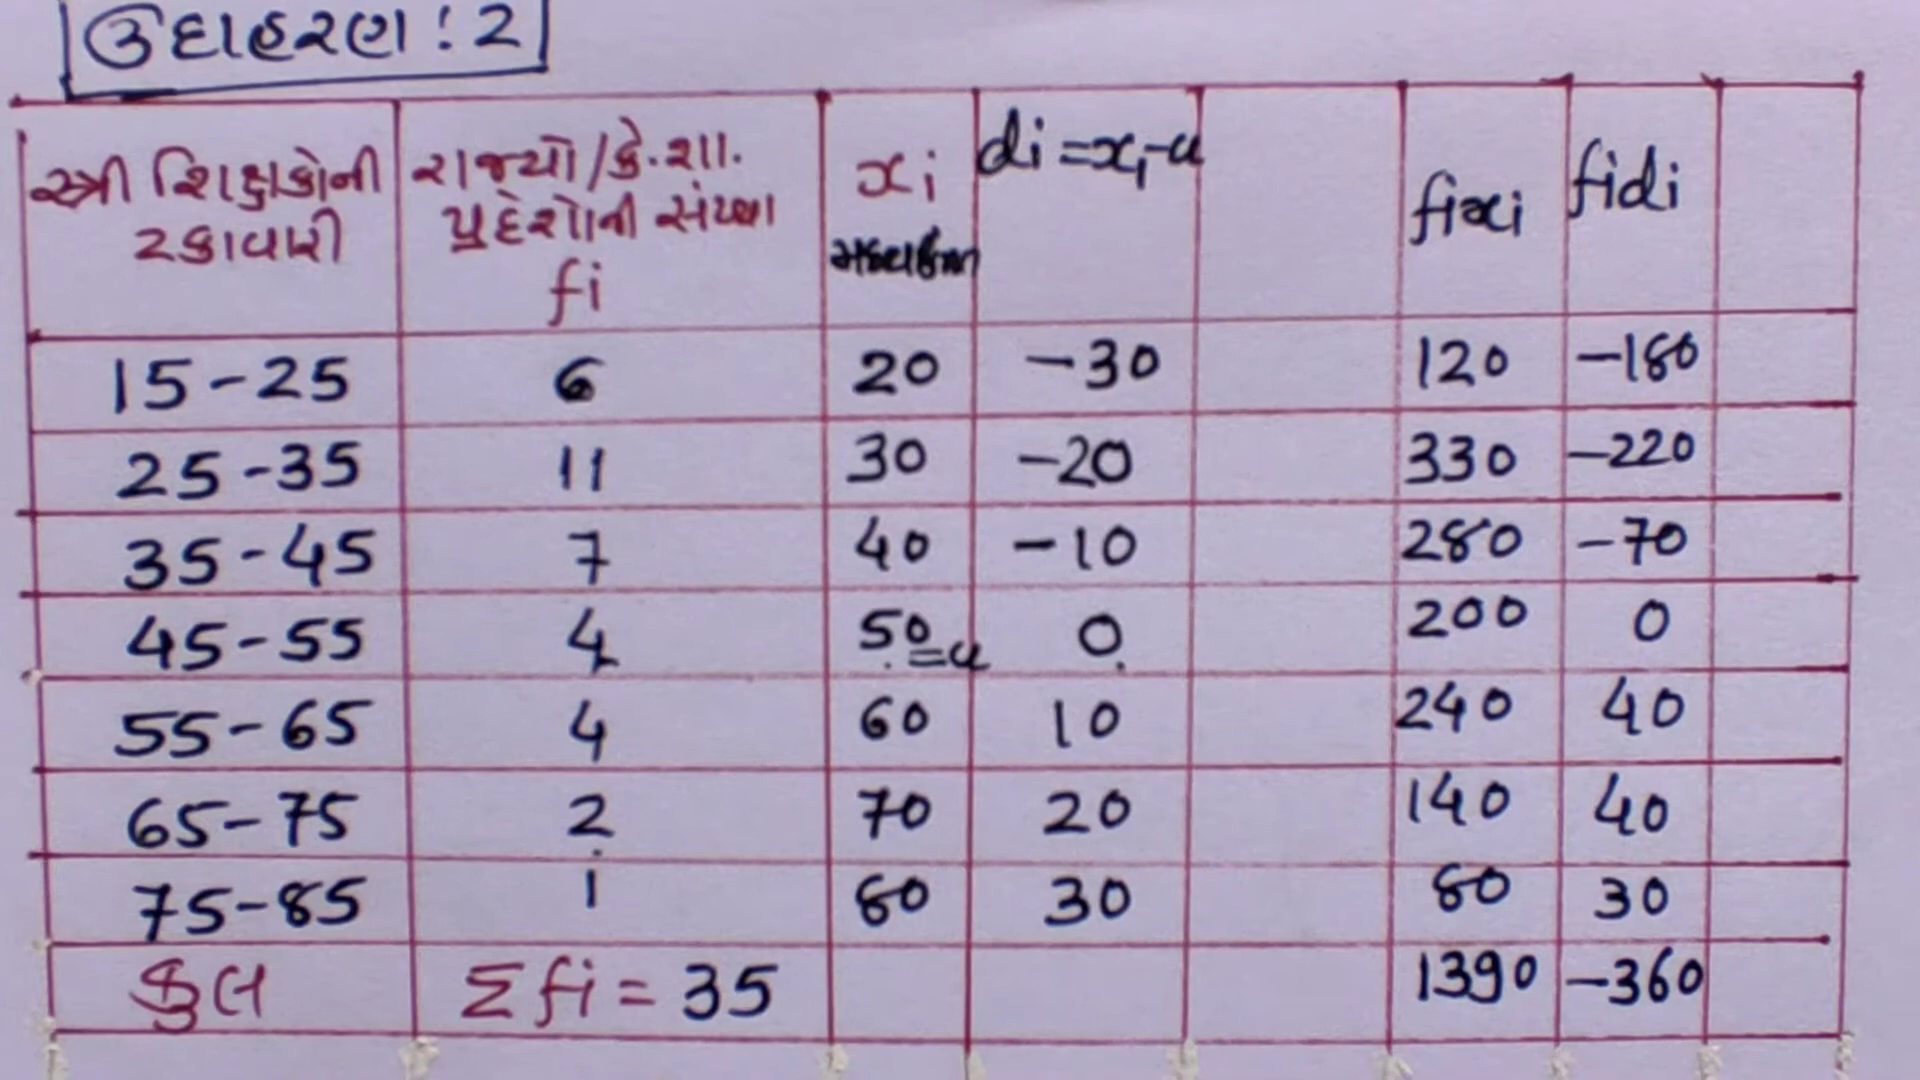 ઉદાહરણ : 2
સ્ત્રી શિક્ષકોની ટકાવારી | રાજ્યો/કે.શા. પ્રદેશોની સંખ્યા fi | xi | di = xi-a | fixi | fidi
15-25 | 6 | 20 | -30 | 120 | -180
25-35 | 11 | 30 | -20 | 330 | -220
35-45 | 7 | 40 | -10 | 280 | -70
45-55 | 4 | 50=a | 0 | 200 | 0
55-65 | 4 | 60 | 10 | 240 | 40
65-75 | 2 | 70 | 20 | 140 | 40
75-85 | 1 | 80 | 30 | 80 | 30
કુલ | Σfi = 35 | 1390 | -360